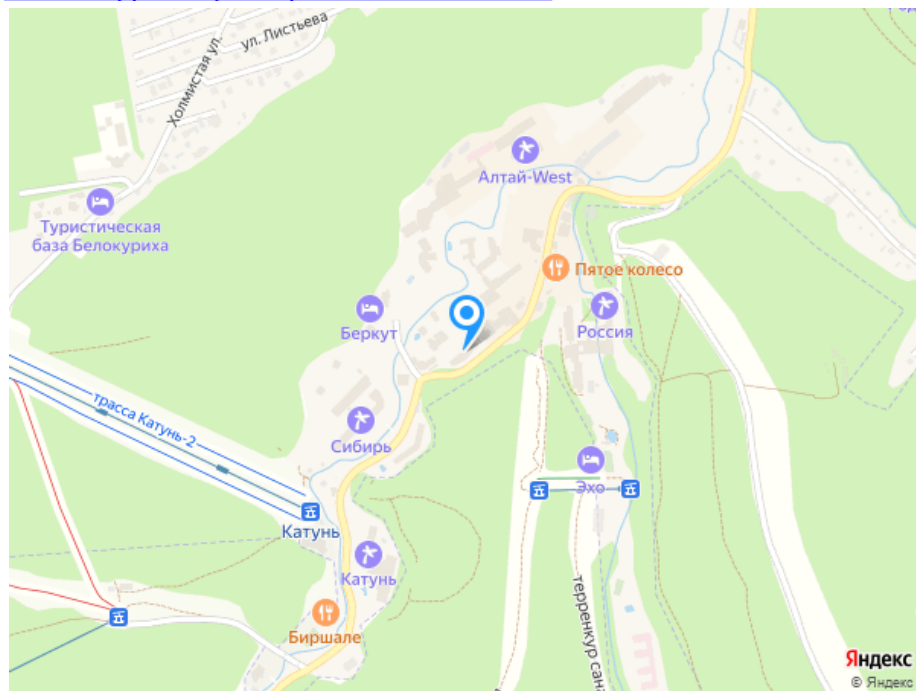 ул. Листьева
Холмистая ул.
Алтай-West
Туристическая
база Белокуриха
Пятое колесо
Беркут
Россия
трасса Катунь-2
Сибирь
Эхо
Катунь
Катунь
терренкур сана
Биршале
Яндекс
© Яндекс